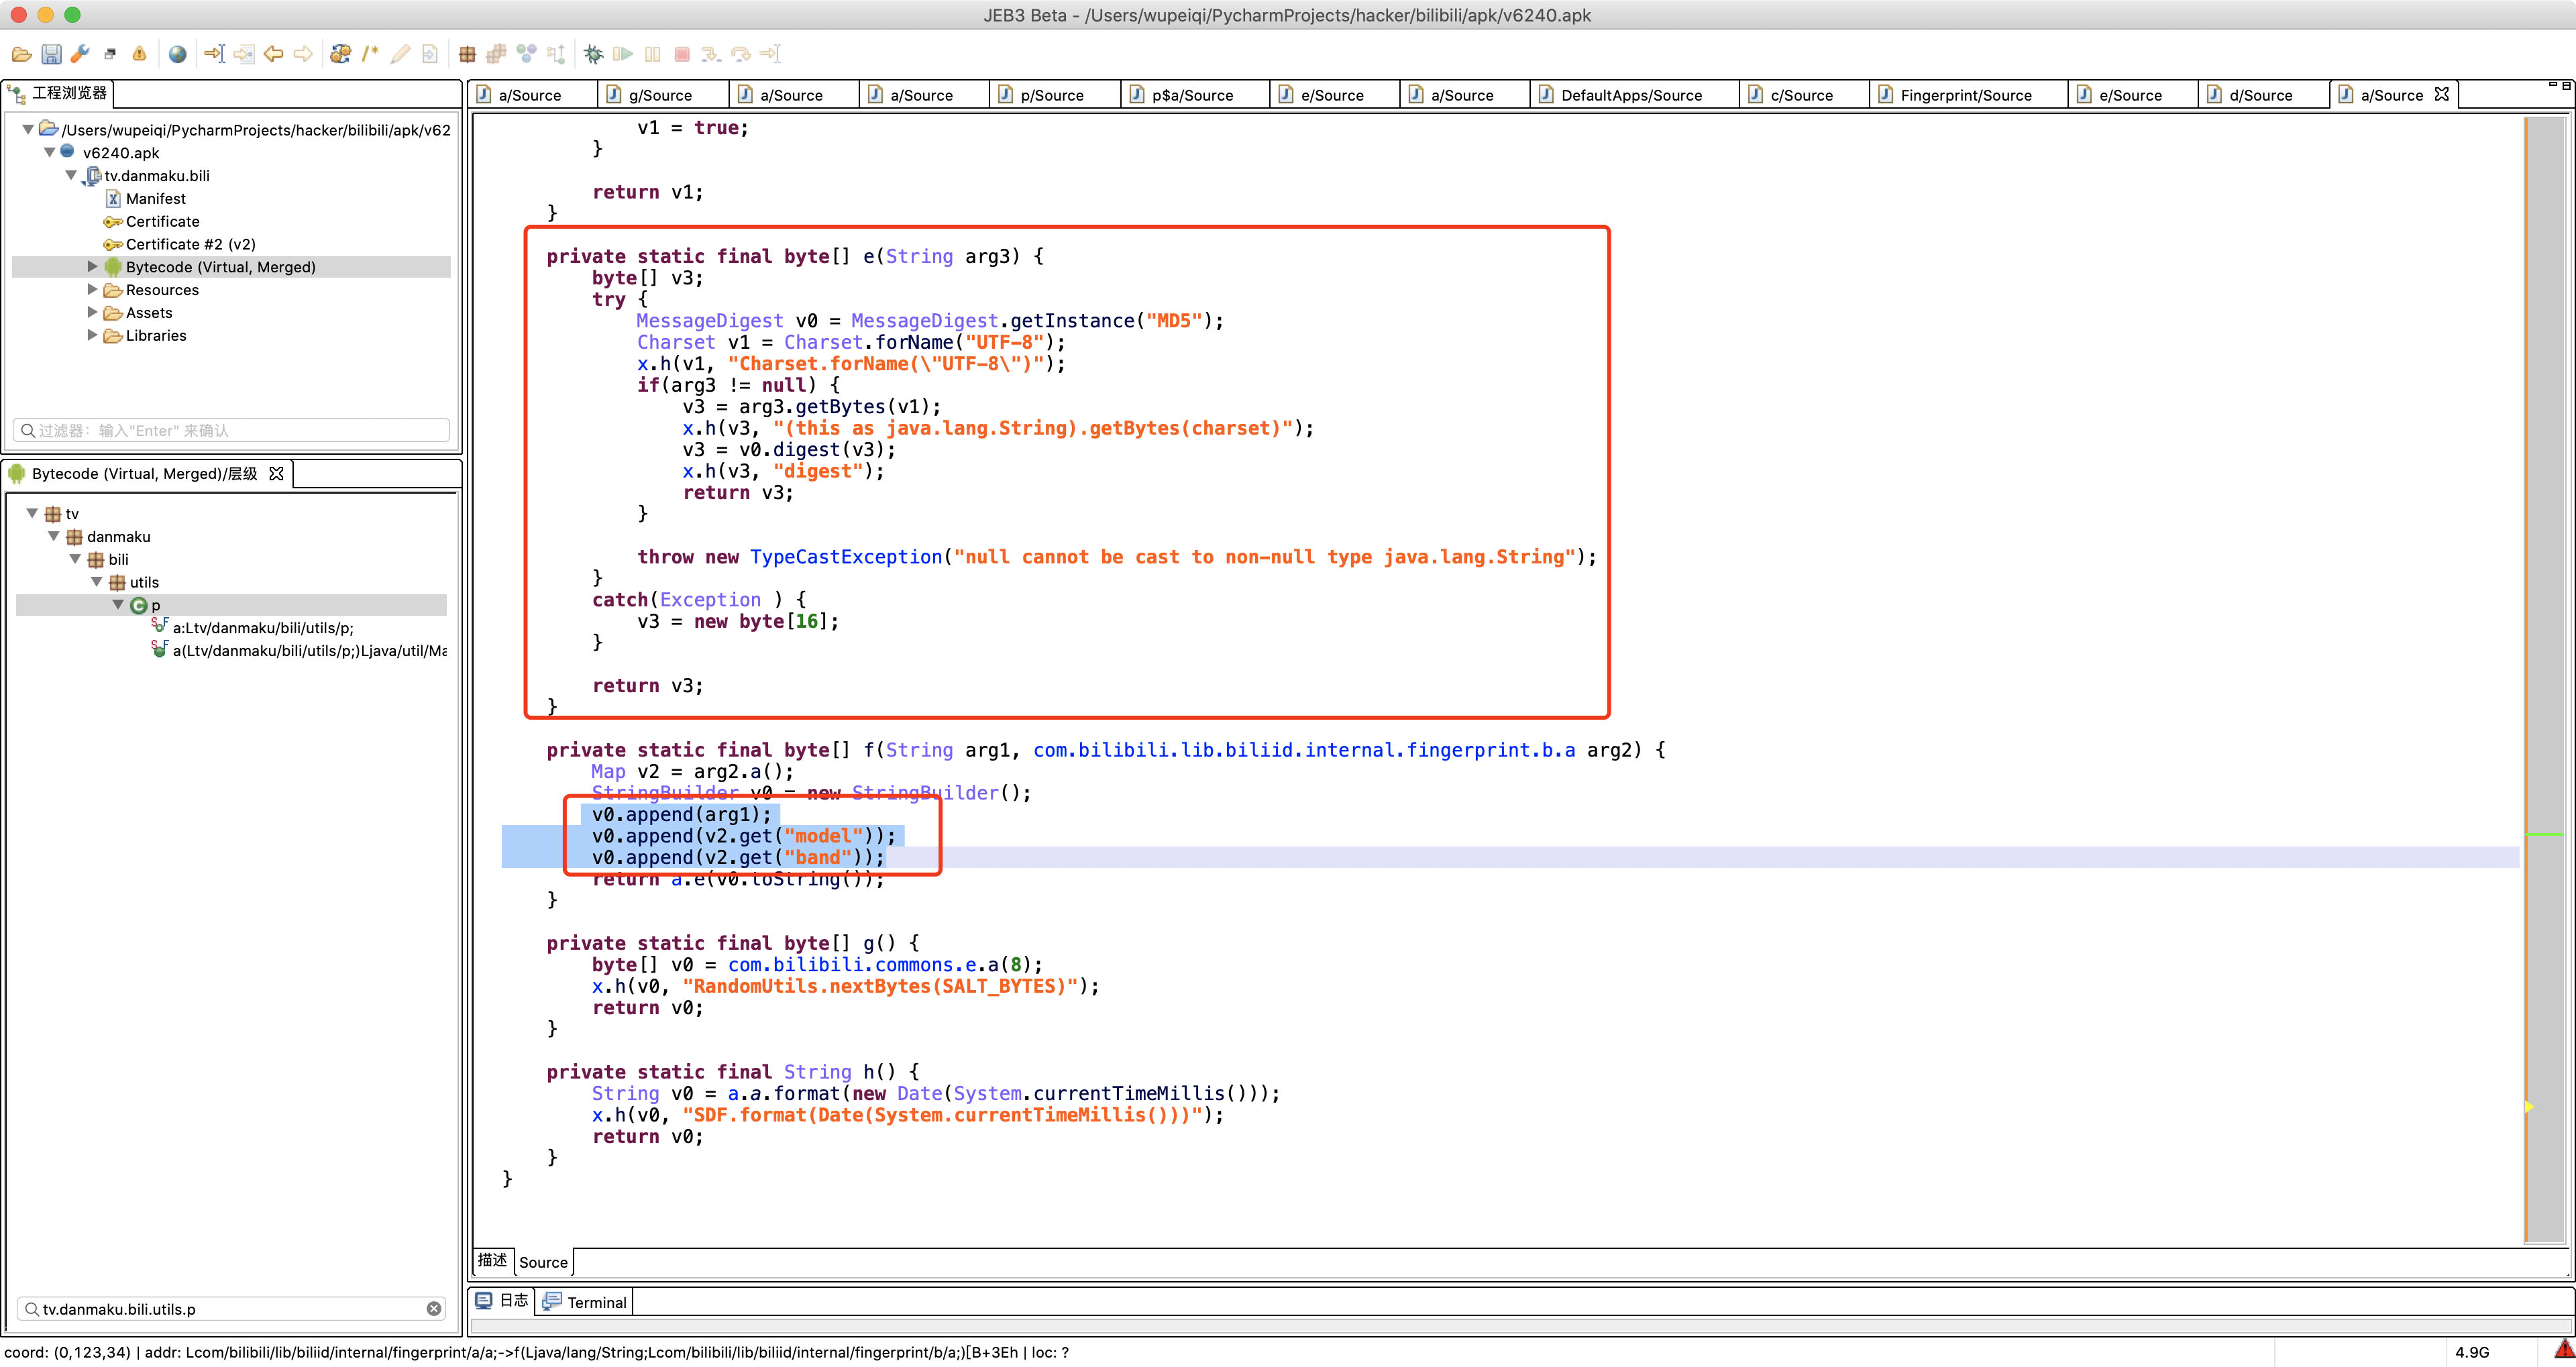 JEB3 Beta - /Users/wupeiqi/PycharmProjects/hacker/bilibili/apk/v6240.apk
工程浏览器
/Users/wupeiqi/PycharmProjects/hacker/bilibili/apk/v62
v6240.apk
tv.danmaku.bili
Manifest
Certificate
Certificate #2 (v2)
Bytecode (Virtual, Merged)
Resources
Assets
Libraries
过滤器：输入"Enter" 来确认
Bytecode (Virtual, Merged)/层级
tv
danmaku
bili
utils
p
a:Ltv/danmaku/bili/utils/p;
a(Ltv/danmaku/bili/utils/p;)Ljava/util/Ma
tv.danmaku.bili.utils.p
a/Source g/Source a/Source a/Source p/Source p$a/Source e/Source a/Source DefaultApps/Source c/Source Fingerprint/Source e/Source d/Source a/Source
v1 = true;
}
return v1;
}
private static final byte[] e(String arg3) {
byte[] v3;
try {
MessageDigest v0 = MessageDigest.getInstance("MD5");
Charset v1 = Charset.forName("UTF-8");
x.h(v1, "Charset.forName(\"UTF-8\")");
if(arg3 != null) {
v3 = arg3.getBytes(v1);
x.h(v3, "(this as java.lang.String).getBytes(charset)");
v3 = v0.digest(v3);
x.h(v3, "digest");
return v3;
}
throw new TypeCastException("null cannot be cast to non-null type java.lang.String");
}
catch(Exception ) {
v3 = new byte[16];
}
return v3;
}
private static final byte[] f(String arg1, com.bilibili.lib.biliid.internal.fingerprint.b.a arg2) {
Map v2 = arg2.a();
StringBuilder v0 = new StringBuilder();
v0.append(arg1);
v0.append(v2.get("model"));
v0.append(v2.get("band"));
return a.e(v0.toString());
}
private static final byte[] g() {
byte[] v0 = com.bilibili.commons.e.a(8);
x.h(v0, "RandomUtils.nextBytes(SALT_BYTES)");
return v0;
}
private static final String h() {
String v0 = a.a.format(new Date(System.currentTimeMillis()));
x.h(v0, "SDF.format(Date(System.currentTimeMillis()))");
return v0;
}
}
描述 Source
日志 Terminal
coord: (0,123,34) | addr: Lcom/bilibili/lib/biliid/internal/fingerprint/a/a;->f(Ljava/lang/String;Lcom/bilibili/lib/biliid/internal/fingerprint/b/a;)[B+3Eh | loc: ?
4.9G